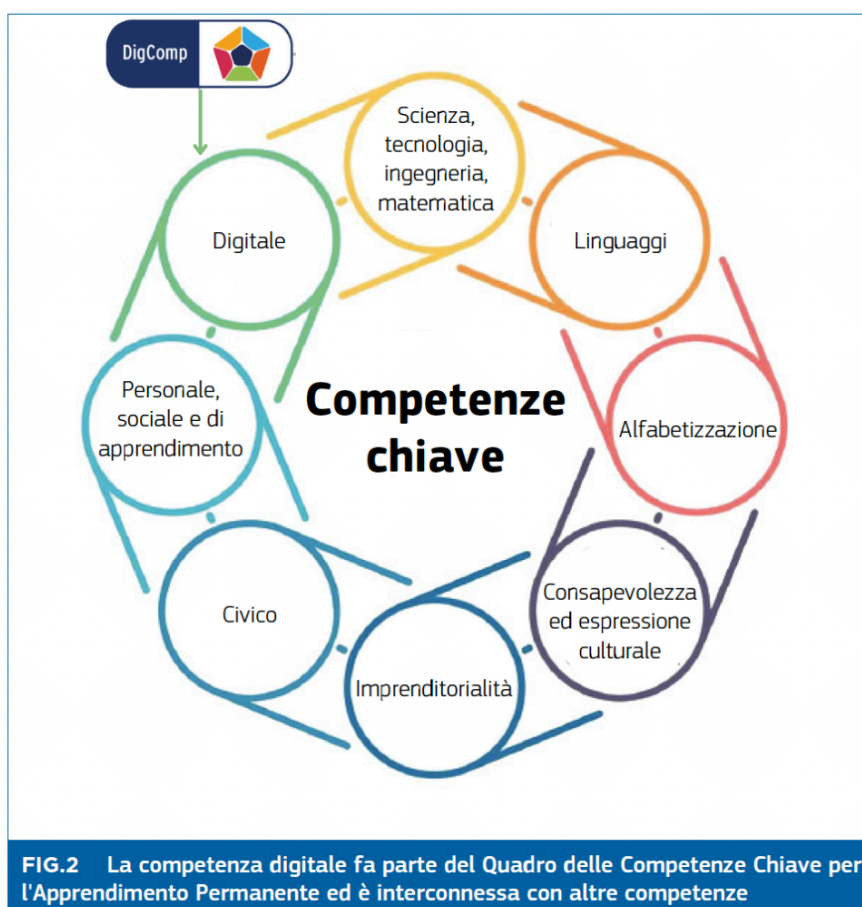 DigComp
Scienza,
tecnologia,
ingegneria,
matematica
Linguaggi
Digitale
Alfabetizzazione
Personale,
sociale e di
apprendimento
Competenze
chiave
Consapevolezza
ed espressione
culturale
Civico
Imprenditorialità
FIG.2 La competenza digitale fa parte del Quadro delle Competenze Chiave per
l'Apprendimento Permanente ed è interconnessa con altre competenze